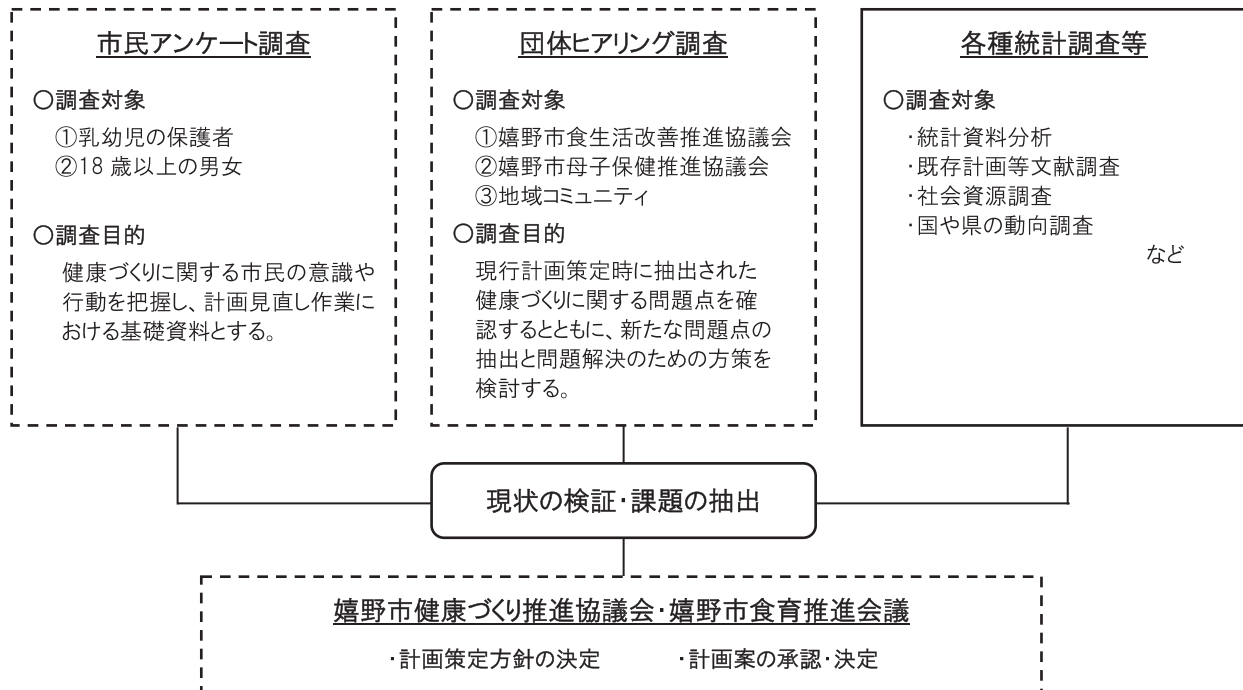 市民アンケート調査
○調査対象
①乳幼児の保護者
②18 歳以上の男女
○調査目的
健康づくりに関する市民の意識や
行動を把握し、計画見直し作業に
おける基礎資料とする。
団体ヒアリング調査
○調査対象
①嬉野市食生活改善推進協議会
②嬉野市母子保健推進協議会
③地域コミュニティ
○調査目的
現行計画策定時に抽出された
健康づくりに関する問題点を確
認するとともに、新たな問題点の
抽出と問題解決のための方策を
検討する。
各種統計調査等
○調査対象
・統計資料分析
・既存計画等文献調査
・社会資源調査
・国や県の動向調査
など
現状の検証・課題の抽出
嬉野市健康づくり推進協議会・嬉野市食育推進会議
・計画策定方針の決定 ・計画案の承認・決定